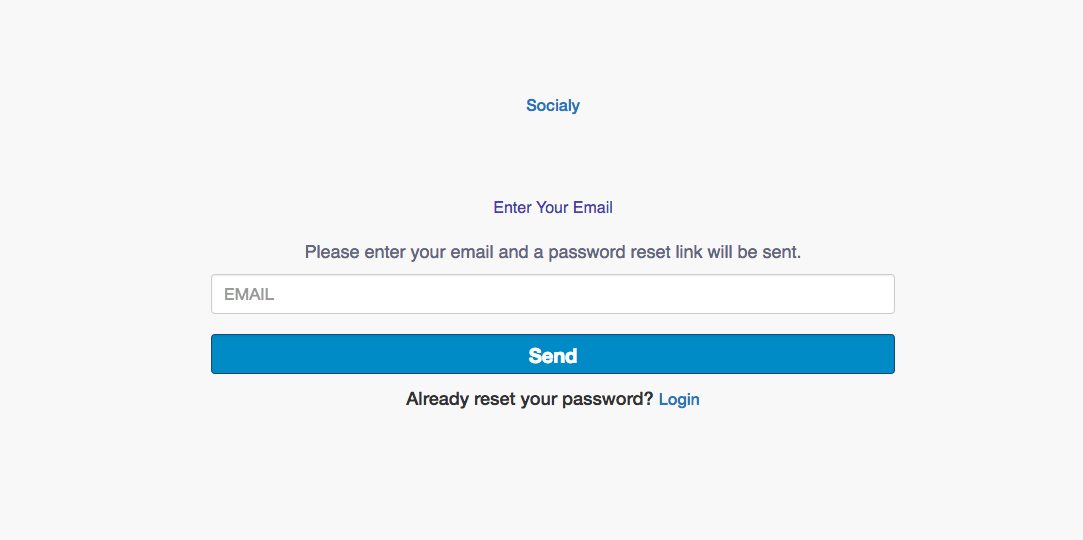 Socialy
Enter Your Email
Please enter your email and a password reset link will be sent.
EMAIL
Send
Already reset your password? Login